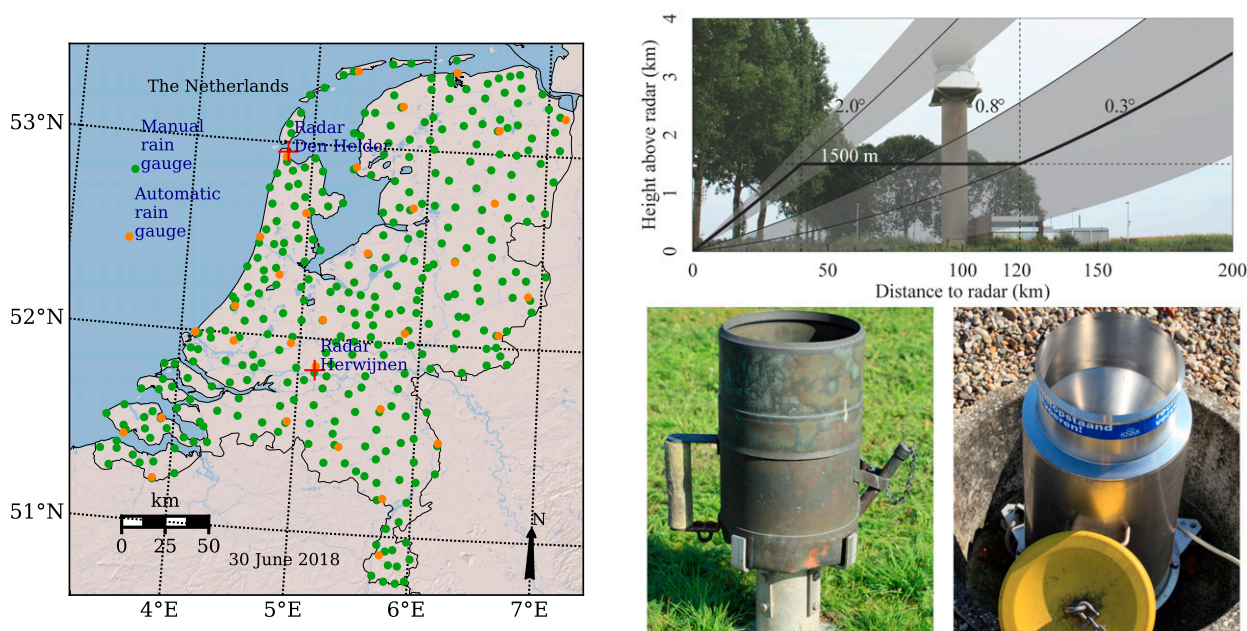 The Netherlands
Manual
rain
gauge
Automatic
rain
gauge
Radar
Den Helder
Radar
Herwijnen
53°N
52°N
51°N
km
0 25 50
30 June 2018
N
4°E 5°E 6°E 7°E
Height above radar (km)
4
3
2
1
0
2.0°
0.8°
0.3°
1500 m
0 50 100 120 150 200
Distance to radar (km)